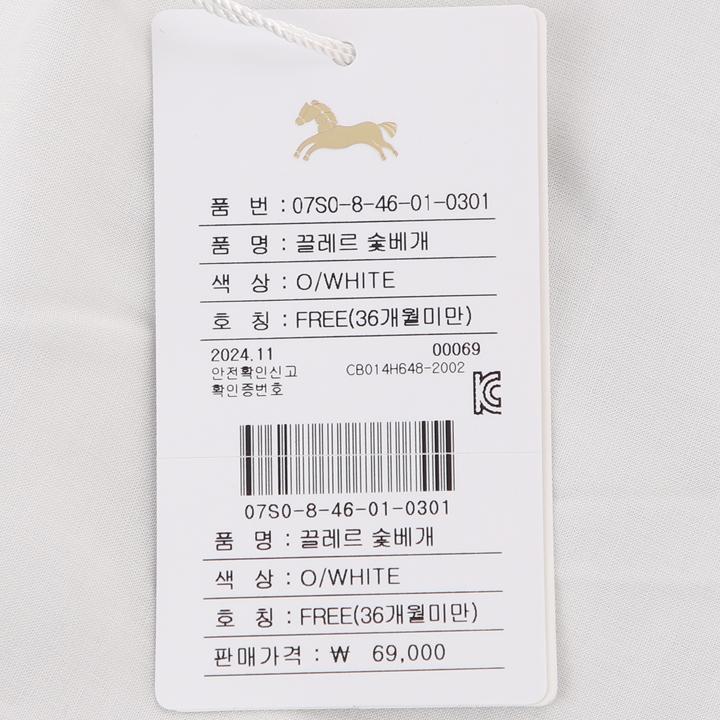 품 번 : 07S0-8-46-01-0301
품 명 : 끌레르 숯베개
색 상 : O/WHITE
호 칭 : FREE(36개월미만)
2024.11 00069
안전확인신고 CB014H648-2002
확인증번호
07S0-8-46-01-0301
품 명 : 끌레르 숯베개
색 상 : O/WHITE
호 칭 : FREE(36개월미만)
판매가격 : ₩ 69,000